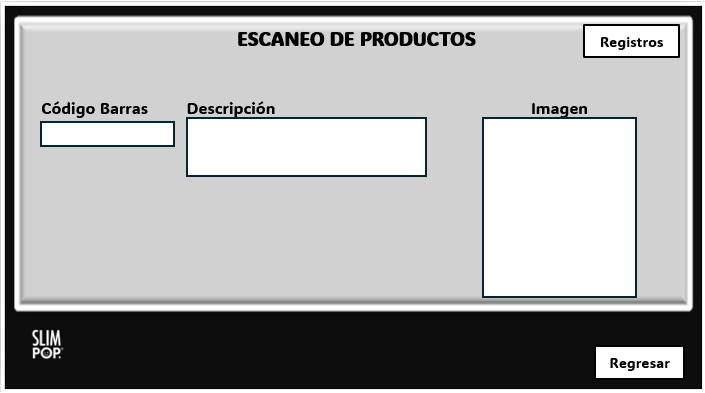 ESCANEO DE PRODUCTOS
Registros
Código Barras
Descripción
Imagen
SLIM
POP
Regresar